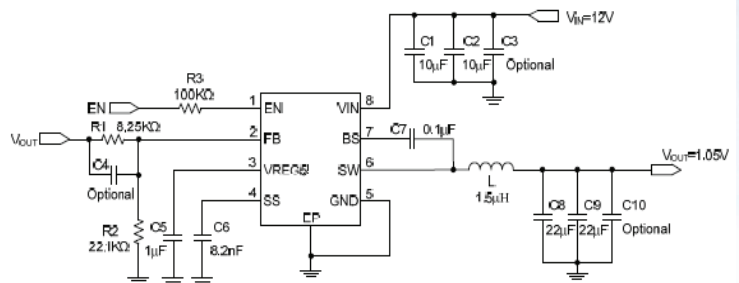 VIN=12V
C1
C2
C3
10µF
10µF
Optional
R3
100KΩ
EN
1
EN
VIN
8
R1
8.25KΩ
VOUT
2
FB
BS
7
C7
0.1µF
C4
Optional
3
VREG5
SW
6
L
1.5µH
VOUT=1.05V
4
SS
GND
5
C8
C9
C10
22µF
22µF
Optional
R2
22.1KΩ
C5
1µF
C6
8.2nF
EP